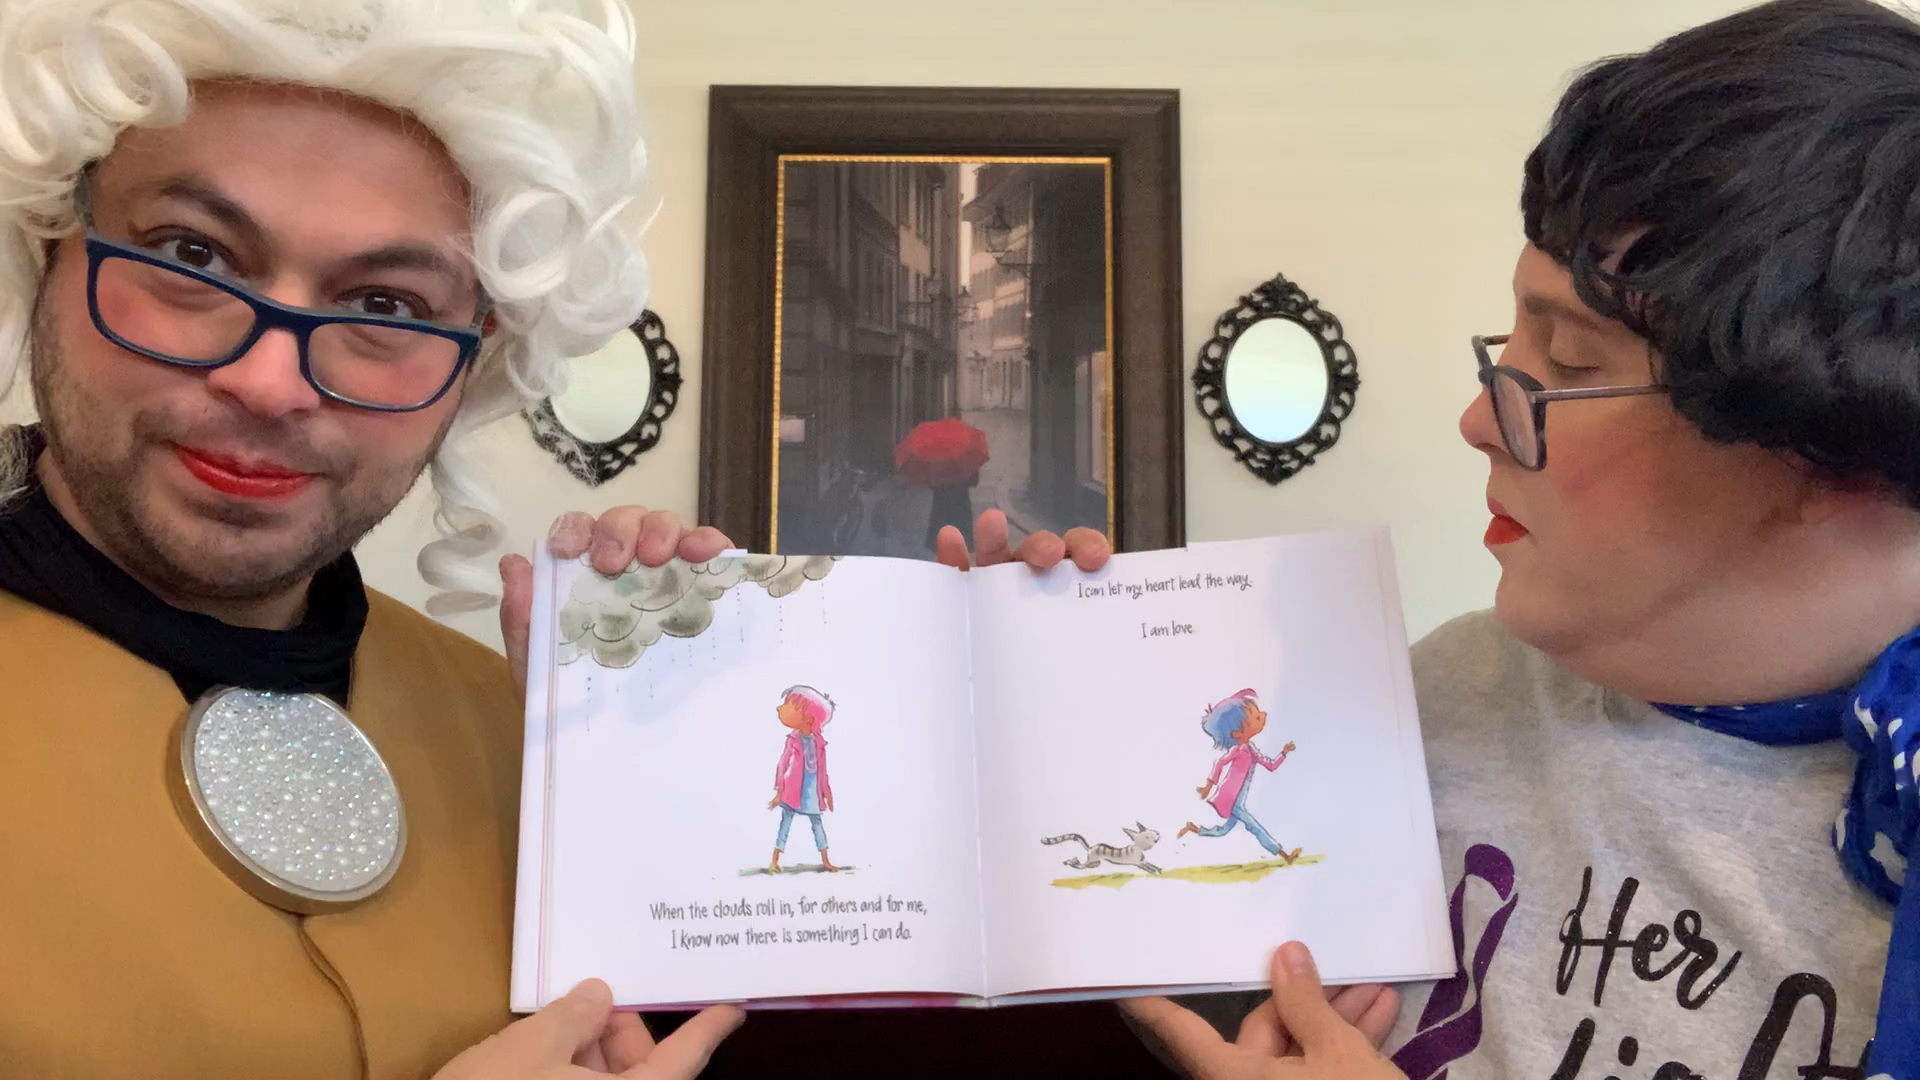 When the clouds roll in, for others and for me,
I know now there is something I can do.
I can let my heart lead the way.
I am love.
Her